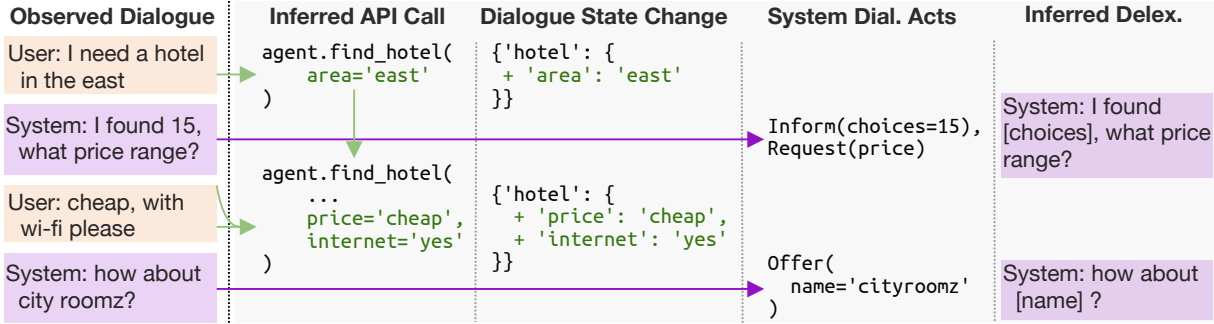 Observed Dialogue
Inferred API Call
Dialogue State Change
System Dial. Acts
Inferred Delex.
User: I need a hotel
in the east
agent.find_hotel(
area='east'
)
{'hotel': {
+ 'area': 'east'
}}
System: I found 15,
what price range?
Inform(choices=15),
Request(price)
System: I found
[choices], what price
range?
User: cheap, with
wi-fi please
agent.find_hotel(
...
price='cheap',
internet='yes'
)
{'hotel': {
+ 'price': 'cheap',
+ 'internet': 'yes'
}}
System: how about
city roomz?
Offer(
name='cityroomz'
)
System: how about
[name] ?